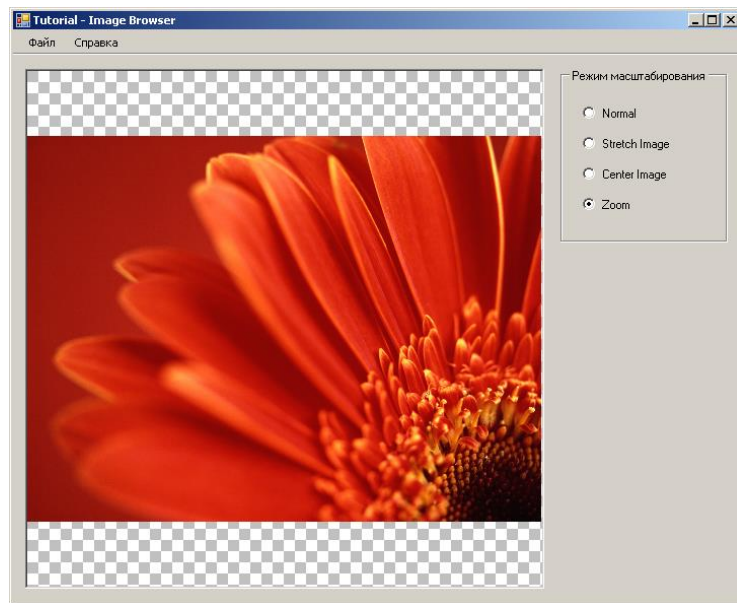 Tutorial - Image Browser
Файл Справка
Режим масштабирования
Normal
Stretch Image
Center Image
Zoom